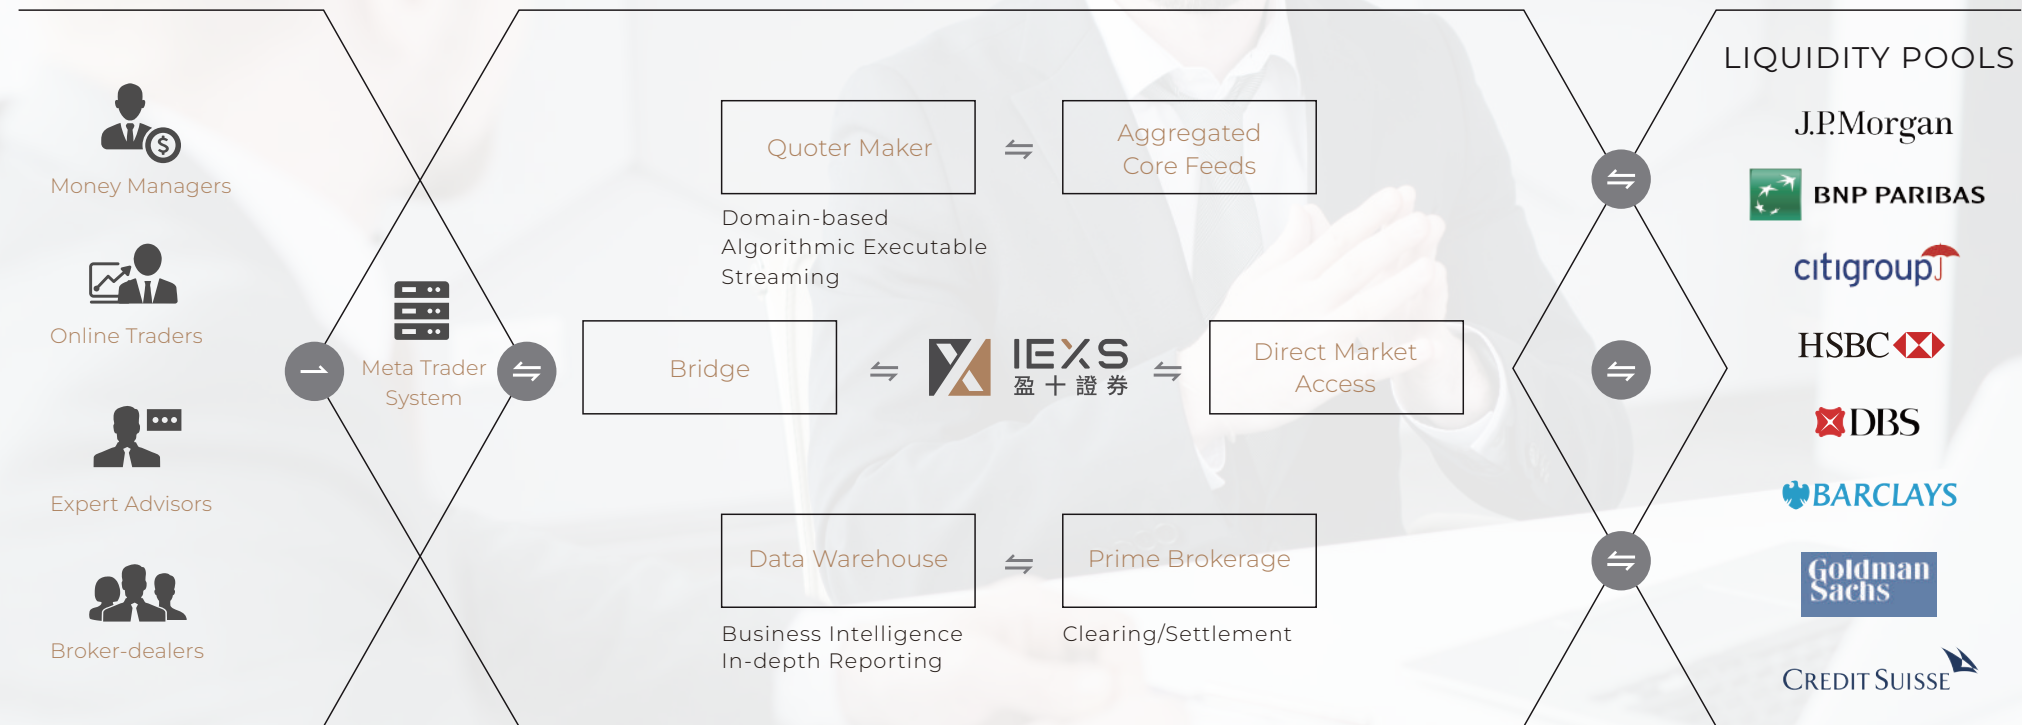 Money Managers
Online Traders
Expert Advisors
Broker-dealers
Meta Trader
System
Quoter Maker
Domain-based
Algorithmic Executable
Streaming
Aggregated
Core Feeds
Bridge
IEXS
盈十證券
Direct Market
Access
Data Warehouse
Business Intelligence
In-depth Reporting
Prime Brokerage
Clearing/Settlement
LIQUIDITY POOLS
J.P.Morgan
BNP PARIBAS
citigroup
HSBC
DBS
BARCLAYS
Goldman
Sachs
CREDIT SUISSE